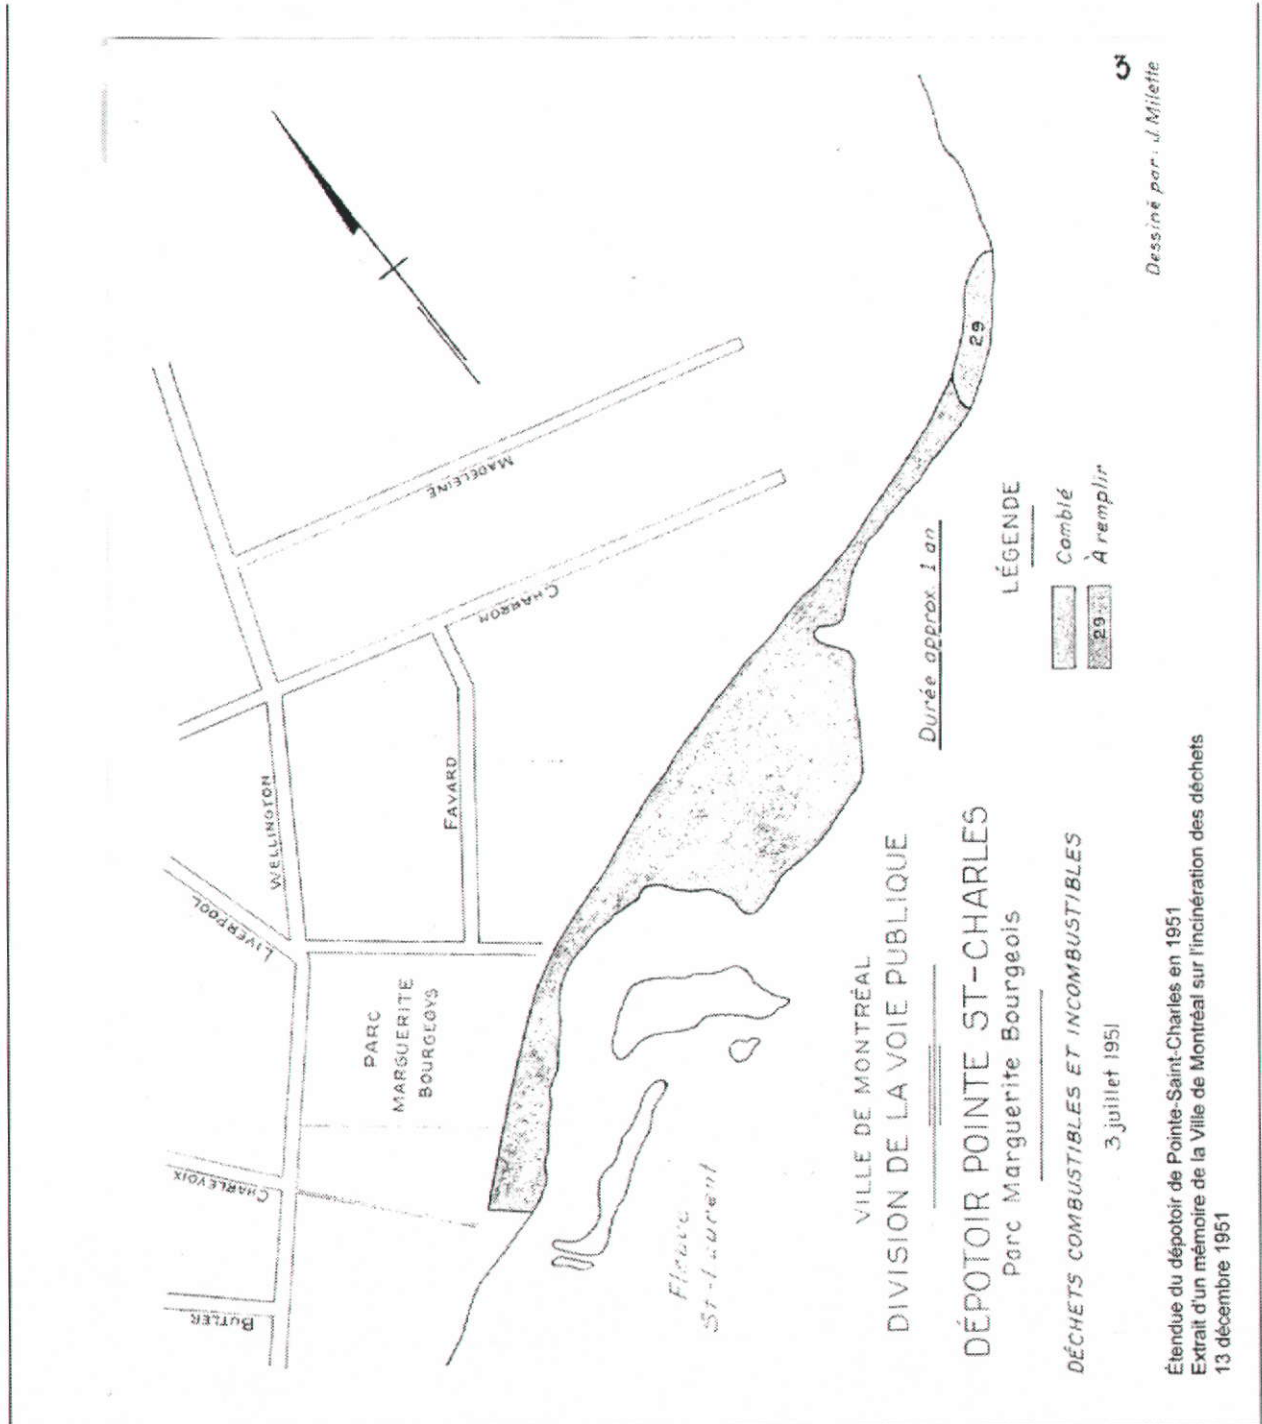 3
Dessiné par: J. Milette
MADELEINE
CHARRON
WELLINGTON
FAVARD
LIVERPOOL
PARC
MARGUERITE
BOURGEOYS
CHARLEVOIX
BUTLER
Fleuve
St-Laurent
Durée approx. 1 an
LÉGENDE
Comblé
29 À remplir
29
VILLE DE MONTRÉAL
DIVISION DE LA VOIE PUBLIQUE
DÉPOTOIR POINTE ST-CHARLES
Parc Marguerite Bourgeois
DÉCHETS COMBUSTIBLES ET INCOMBUSTIBLES
3 juillet 1951
Étendue du dépotoir de Pointe-Saint-Charles en 1951
Extrait d'un mémoire de la Ville de Montréal sur l'incinération des déchets
13 décembre 1951